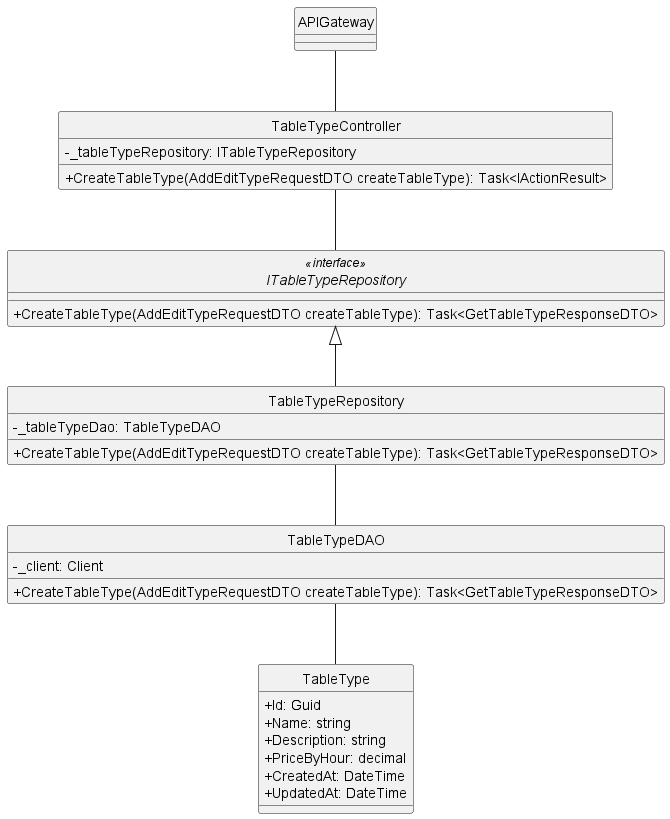 APIGateway
TableTypeController
-_tableTypeRepository: ITableTypeRepository
+CreateTableType(AddEditTypeRequestDTO createTableType): Task<IActionResult>
«interface»
ITableTypeRepository
+CreateTableType(AddEditTypeRequestDTO createTableType): Task<GetTableTypeResponseDTO>
TableTypeRepository
-_tableTypeDao: TableTypeDAO
+CreateTableType(AddEditTypeRequestDTO createTableType): Task<GetTableTypeResponseDTO>
TableTypeDAO
-_client: Client
+CreateTableType(AddEditTypeRequestDTO createTableType): Task<GetTableTypeResponseDTO>
TableType
+Id: Guid
+Name: string
+Description: string
+PriceByHour: decimal
+CreatedAt: DateTime
+UpdatedAt: DateTime